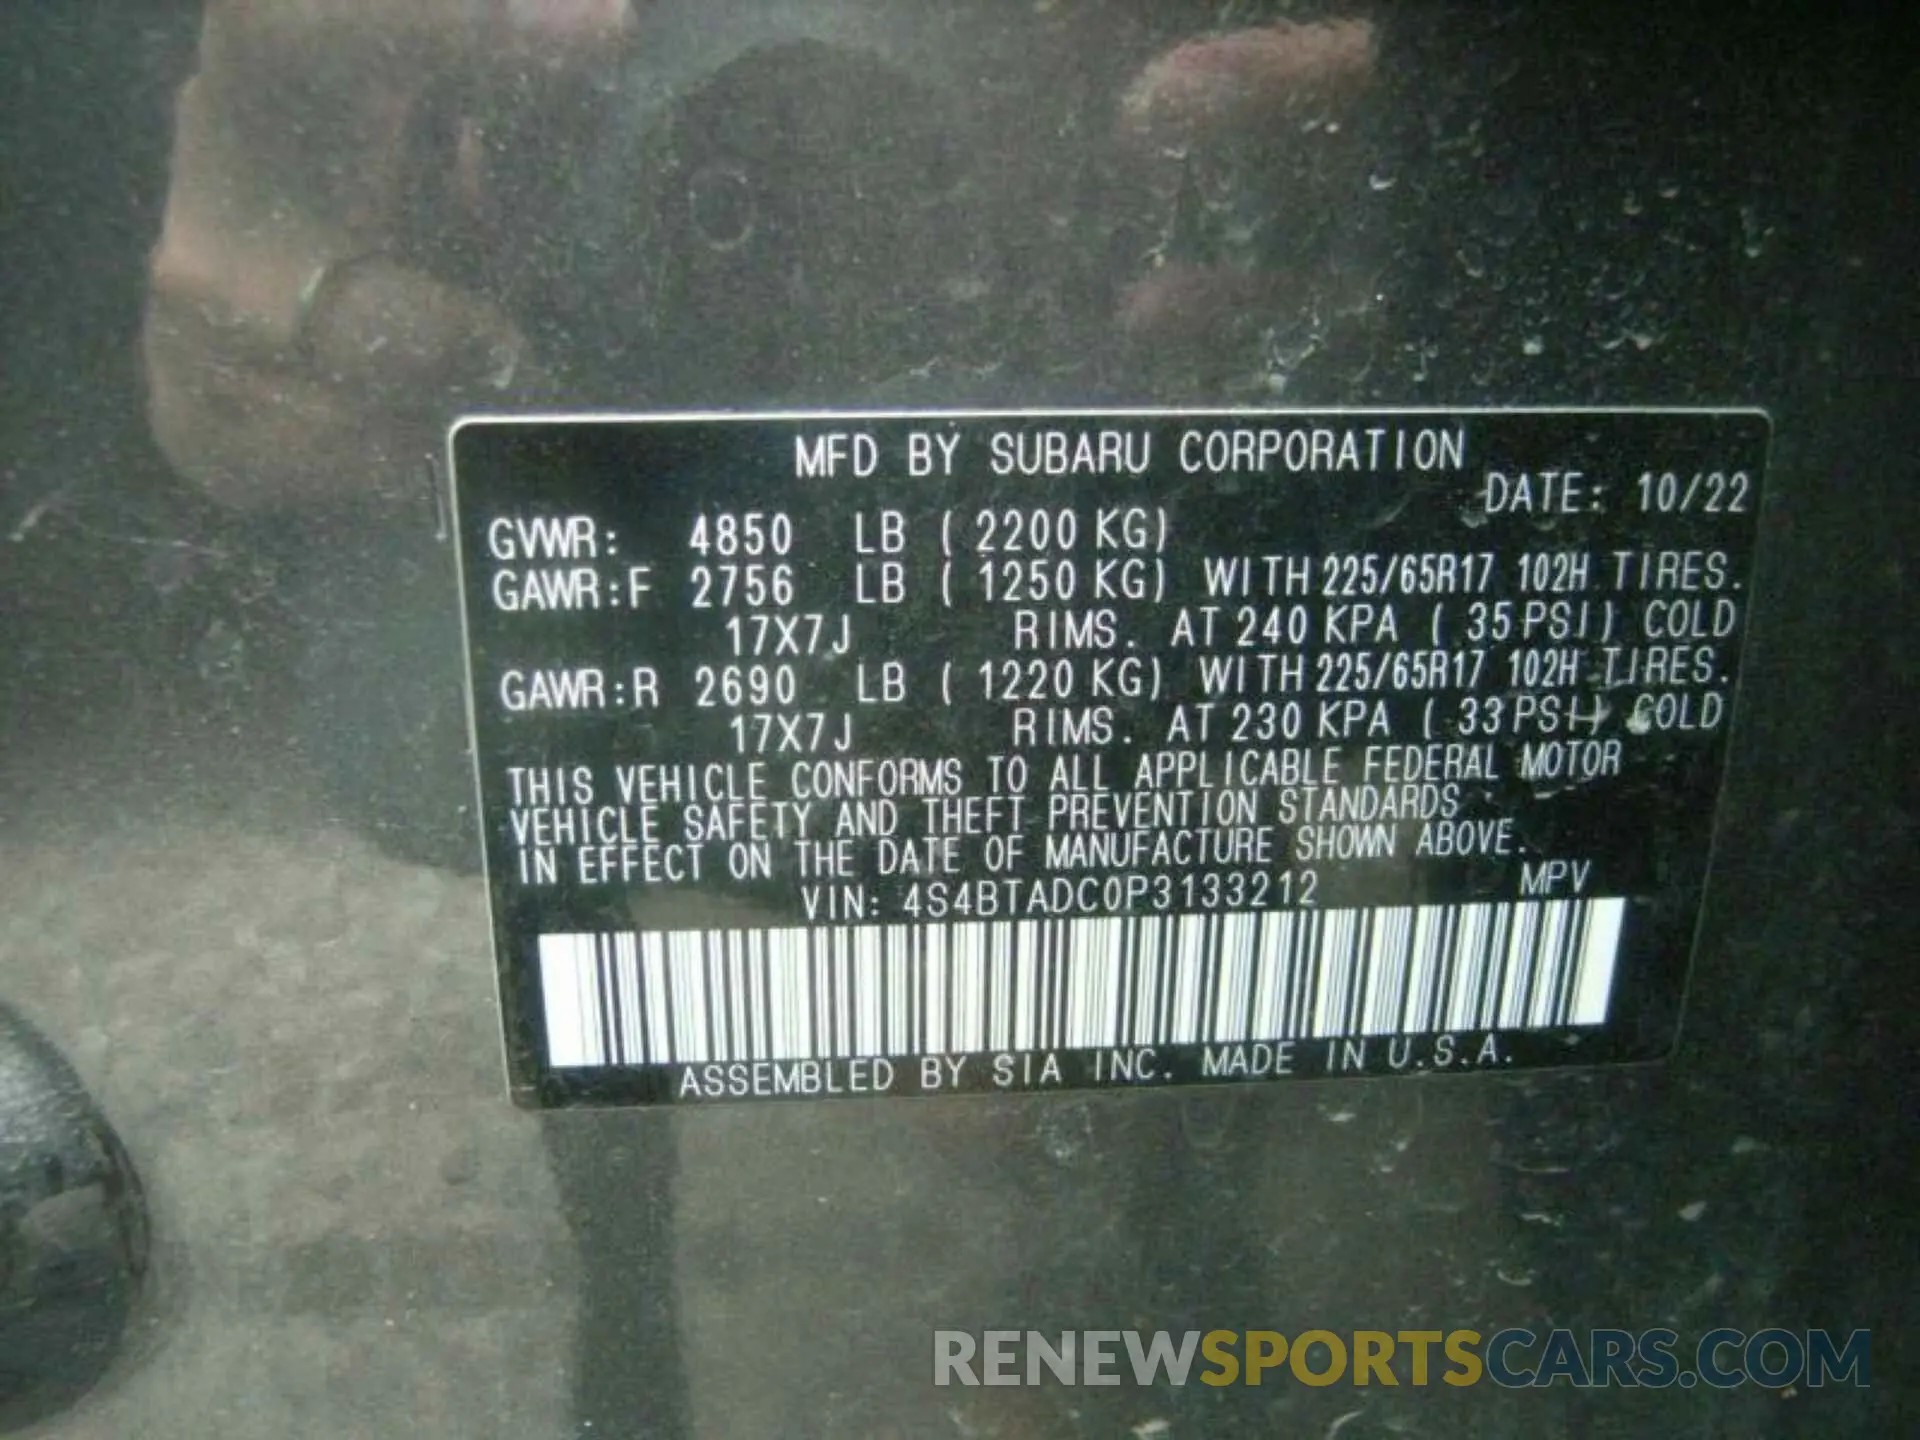 MFD BY SUBARU CORPORATION
DATE: 10/22
GVWR: 4850 LB ( 2200 KG)
GAWR:F 2756 LB ( 1250 KG) WITH 225/65R17 102H TIRES.
17X7J RIMS. AT 240 KPA ( 35 PSI) COLD
GAWR:R 2690 LB ( 1220 KG) WITH 225/65R17 102H TIRES.
17X7J RIMS. AT 230 KPA ( 33 PSI) COLD
THIS VEHICLE CONFORMS TO ALL APPLICABLE FEDERAL MOTOR
VEHICLE SAFETY AND THEFT PREVENTION STANDARDS
IN EFFECT ON THE DATE OF MANUFACTURE SHOWN ABOVE.
VIN: 4S4BTADC0P3133212 MPV
ASSEMBLED BY SIA INC. MADE IN U.S.A.
RENEWSPORTSCARS.COM